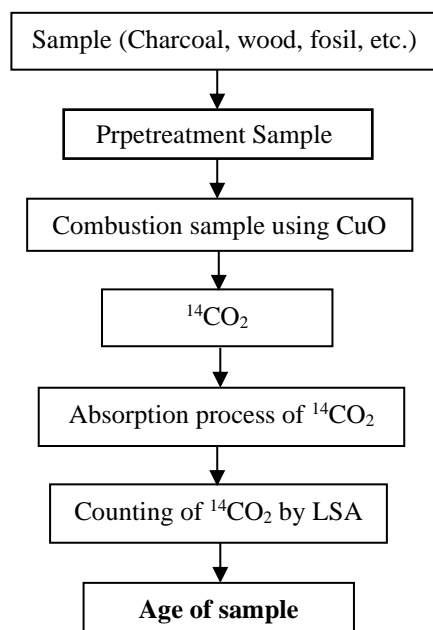 Sample (Charcoal, wood, fosil, etc.)
Prpetreatment Sample
Combustion sample using CuO
¹⁴CO₂
Absorption process of ¹⁴CO₂
Counting of ¹⁴CO₂ by LSA
Age of sample